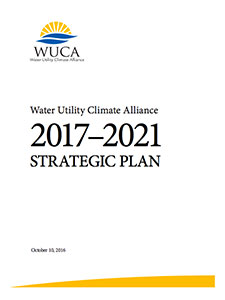 WUCA
Water Utility Climate Alliance
Water Utility Climate Alliance
2017–2021
STRATEGIC PLAN
October 10, 2016